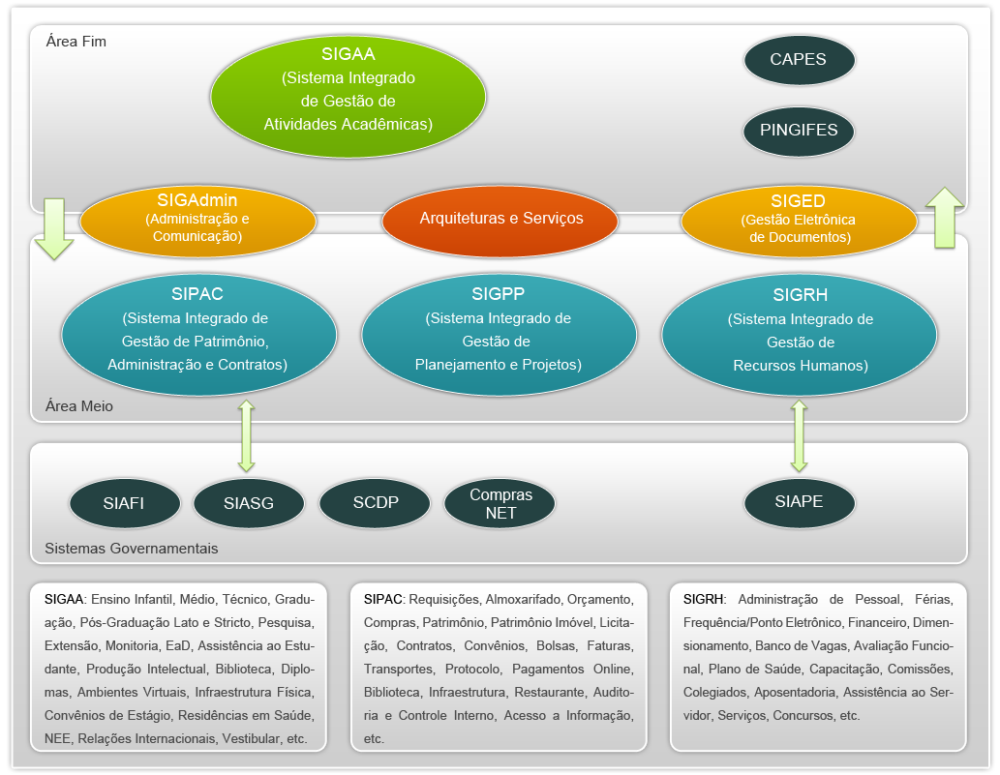 Área Fim
SIGAA
(Sistema Integrado
de Gestão de
Atividades Acadêmicas)
CAPES
PINGIFES
SIGAdmin
(Administração e
Comunicação)
Arquiteturas e Serviços
SIGED
(Gestão Eletrônica
de Documentos)
SIPAC
(Sistema Integrado de
Gestão de Patrimônio,
Administração e Contratos)
SIGPP
(Sistema Integrado de
Gestão de
Planejamento e Projetos)
SIGRH
(Sistema Integrado de
Gestão de
Recursos Humanos)
Área Meio
SIAFI
SIASG
SCDP
Compras
NET
SIAPE
Sistemas Governamentais
SIGAA: Ensino Infantil, Médio, Técnico, Gradu-
ação, Pós-Graduação Lato e Stricto, Pesquisa,
Extensão, Monitoria, EaD, Assistência ao Estu-
dante, Produção Intelectual, Biblioteca, Diplo-
mas, Ambientes Virtuais, Infraestrutura Física,
Convênios de Estágio, Residências em Saúde,
NEE, Relações Internacionais, Vestibular, etc.
SIPAC: Requisições, Almoxarifado, Orçamento,
Compras, Patrimônio, Patrimônio Imóvel, Licita-
ção, Contratos, Convênios, Bolsas, Faturas,
Transportes, Protocolo, Pagamentos Online,
Biblioteca, Infraestrutura, Restaurante, Audito-
ria e Controle Interno, Acesso a Informação,
etc.
SIGRH: Administração de Pessoal, Férias,
Frequência/Ponto Eletrônico, Financeiro, Dimen-
sionamento, Banco de Vagas, Avaliação Funcio-
nal, Plano de Saúde, Capacitação, Comissões,
Colegiados, Aposentadoria, Assistência ao Ser-
vidor, Serviços, Concursos, etc.